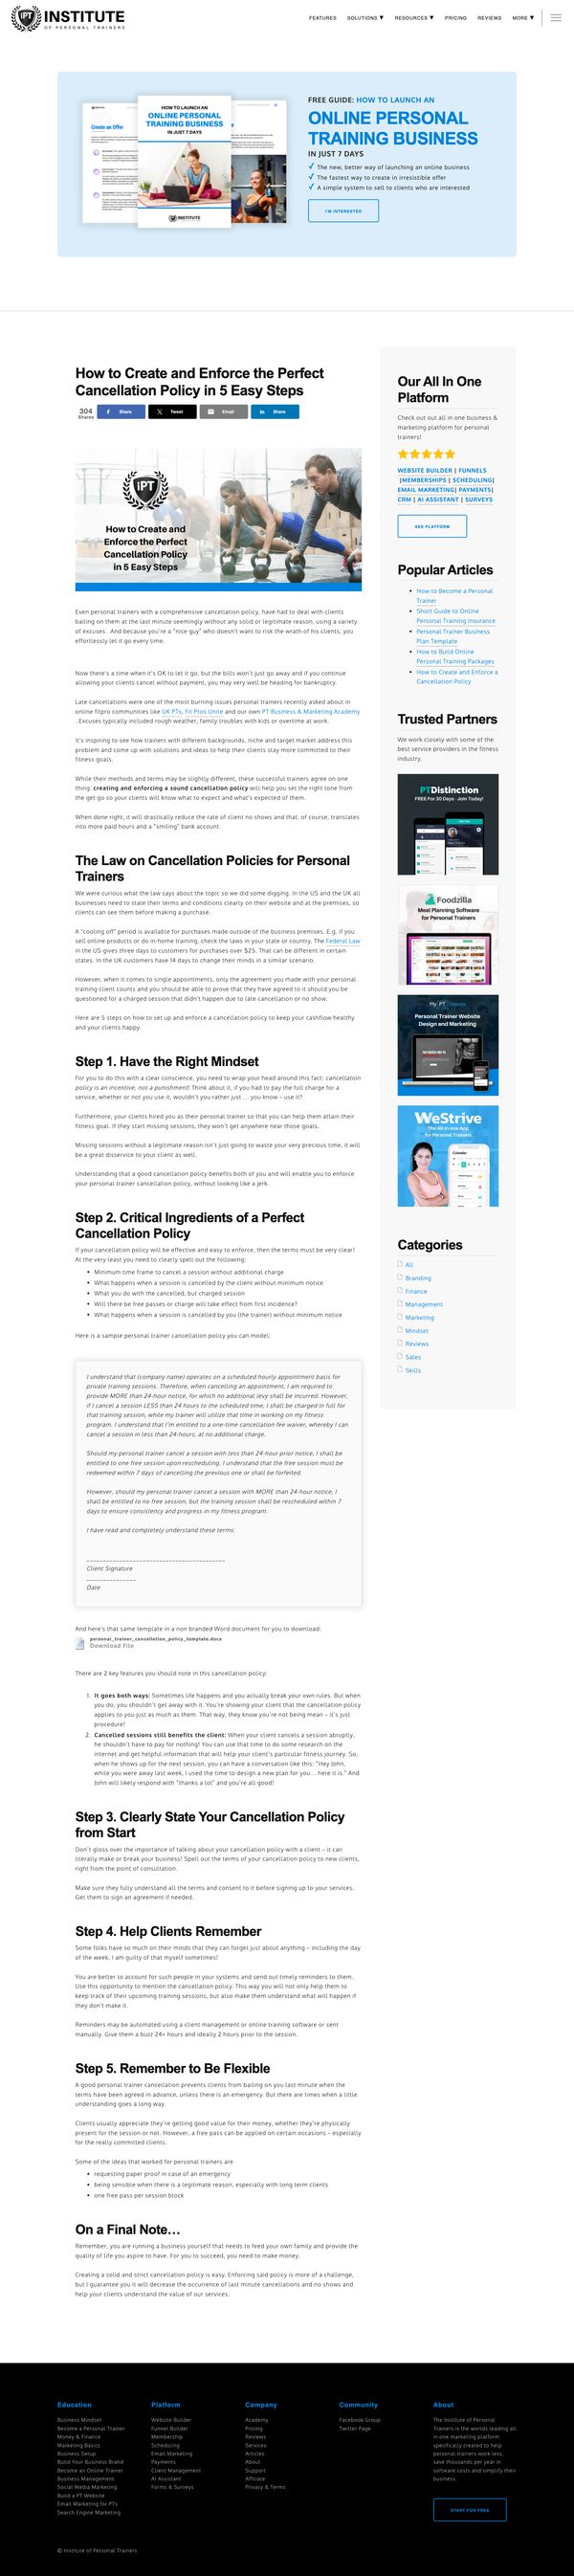 IPT INSTITUTE
OF PERSONAL TRAINERS
FEATURES SOLUTIONS ▼ RESOURCES ▼ PRICING REVIEWS MORE ▼
HOW TO LAUNCH AN
ONLINE PERSONAL
TRAINING BUSINESS
IN JUST 7 DAYS
Create an Offer
INSTITUTE
FREE GUIDE: HOW TO LAUNCH AN
ONLINE PERSONAL
TRAINING BUSINESS
IN JUST 7 DAYS
✓ The new, better way of launching an online business
✓ The fastest way to create in irresistible offer
✓ A simple system to sell to clients who are interested
I'M INTERESTED
How to Create and Enforce the Perfect
Cancellation Policy in 5 Easy Steps
304
Shares
Share
Tweet
Email
Share
IPT
How to Create and
Enforce the Perfect
Cancellation Policy
in 5 Easy Steps
Even personal trainers with a comprehensive cancellation policy, have to deal with clients
bailing on them at the last minute seemingly without any solid or legitimate reason, using a variety
of excuses. And because you're a "nice guy" who doesn't want to risk the wrath of his clients, you
effortlessly let it go every time.
Now there's a time when it's OK to let it go, but the bills won't just go away and if you continue
allowing your clients cancel without payment, you may very well be heading for bankruptcy.
Late cancellations were one of the most burning issues personal trainers recently asked about in
online fitpro communities like UK PTs, Fit Pros Unite and our own PT Business & Marketing Academy
. Excuses typically included rough weather, family troubles with kids or overtime at work.
It's inspiring to see how trainers with different backgrounds, niche and target market address this
problem and come up with solutions and ideas to help their clients stay more committed to their
fitness goals.
While their methods and terms may be slightly different, these successful trainers agree on one
thing: creating and enforcing a sound cancellation policy will help you set the right tone from
the get go so your clients will know what to expect and what's expected of them.
When done right, it will drastically reduce the rate of client no shows and that, of course, translates
into more paid hours and a "smiling" bank account.
The Law on Cancellation Policies for Personal
Trainers
We were curious what the law says about the topic so we did some digging. In the US and the UK all
businesses need to state their terms and conditions clearly on their website and at the premises, so
clients can see them before making a purchase.
A "cooling off" period is available for purchases made outside of the business premises. E.g. if you
sell online products or do in-home training, check the laws in your state or country. The Federal Law
in the US gives three days to customers for purchases over $25. That can be different in certain
states. In the UK customers have 14 days to change their minds in a similar scenario.
However, when it comes to single appointments, only the agreement you made with your personal
training client counts and you should be able to prove that they have agreed to it should you be
questioned for a charged session that didn't happen due to late cancellation or no show.
Here are 5 steps on how to set up and enforce a cancellation policy to keep your cashflow healthy
and your clients happy.
Step 1. Have the Right Mindset
For you to do this with a clear conscience, you need to wrap your head around this fact: cancellation
policy is an incentive, not a punishment! Think about it, if you had to pay the full charge for a
service, whether or not you use it, wouldn't you rather just ... you know – use it?
Furthermore, your clients hired you as their personal trainer so that you can help them attain their
fitness goal. If they start missing sessions, they won't get anywhere near those goals.
Missing sessions without a legitimate reason isn't just going to waste your very precious time, it will
be a great disservice to your client as well.
Understanding that a good cancellation policy benefits both of you and will enable you to enforce
your personal trainer cancellation policy, without looking like a jerk.
Step 2. Critical Ingredients of a Perfect
Cancellation Policy
If your cancellation policy will be effective and easy to enforce, then the terms must be very clear!
At the very least you need to clearly spell out the following:
• Minimum time frame to cancel a session without additional charge
• What happens when a session is cancelled by the client without minimum notice
• What you do with the cancelled, but charged session
• Will there be free passes or charge will take effect from first incidence?
• What happens when a session is cancelled by you (the trainer) without minimum notice
Here is a sample personal trainer cancellation policy you can model:
I understand that (company name) operates on a scheduled hourly appointment basis for
private training sessions. Therefore, when cancelling an appointment, I am required to
provide MORE than 24-hour notice, for which no additional levy shall be incurred. However,
if I cancel a session LESS than 24 hours to the scheduled time, I shall be charged in full for
that training session, while my trainer will utilize that time in working on my fitness
program. I understand that I'm entitled to a one-time cancellation fee waiver, whereby I can
cancel a session in less than 24-hours, at no additional charge.
Should my personal trainer cancel a session with less than 24-hour prior notice, I shall be
entitled to one free session upon rescheduling. I understand that the free session must be
redeemed within 7 days of cancelling the previous one or shall be forfeited.
However, should my personal trainer cancel a session with MORE than 24-hour notice, I
shall be entitled to no free session, but the training session shall be rescheduled within 7
days to ensure consistency and progress in my fitness program.
I have read and completely understand these terms:
Client Signature
Date
And here's that same template in a non branded Word document for you to download:
personal_trainer_cancelletion_policy_template.docx
Download File
There are 2 key features you should note in this cancellation policy:
1. It goes both ways: Sometimes life happens and you actually break your own rules. But when
you do, you shouldn't get away with it. You're showing your client that the cancellation policy
applies to you just as much as them. That way, they know you're not being mean – it's just
procedure!
2. Cancelled sessions still benefits the client: When your client cancels a session abruptly,
he shouldn't have to pay for nothing! You can use that time to do some research on the
internet and get helpful information that will help your client's particular fitness journey. So,
when he shows up for the next session, you can have a conversation like this: "Hey John,
while you were away last week, I used the time to design a new plan for you... here it is." And
John will likely respond with "thanks a lot" and you're all good!
Step 3. Clearly State Your Cancellation Policy
from Start
Don't gloss over the importance of talking about your cancellation policy with a client – it can
literally make or break your business! Spell out the terms of your cancellation policy to new clients,
right from the point of consultation.
Make sure they fully understand all the terms and consent to it before signing up to your services.
Get them to sign an agreement if needed.
Step 4. Help Clients Remember
Some folks have so much on their minds that they can forget just about anything – including the day
of the week, I am guilty of that myself sometimes!
You are better to account for such people in your systems and send out timely reminders to them.
Use this opportunity to mention the cancellation policy. This way you will not only help them to
keep track of their upcoming training sessions, but also make them understand what will happen if
they don't make it.
Reminders may be automated using a client management or online training software or sent
manually. Give them a buzz 24+ hours and ideally 2 hours prior to the session.
Step 5. Remember to Be Flexible
A good personal trainer cancellation prevents clients from bailing on you last minute when the
terms have been agreed in advance, unless there is an emergency. But there are times when a little
understanding goes a long way.
Clients usually appreciate they're getting good value for their money, whether they're physically
present for the session or not. However, a free pass can be applied on certain occasions – especially
for the really committed clients.
Some of the ideas that worked for personal trainers are
• requesting paper proof in case of an emergency
• being sensible when there is a legitimate reason, especially with long term clients
• one free pass per session block
On a Final Note...
Remember, you are running a business yourself that needs to feed your own family and provide the
quality of life you aspire to have. For you to succeed, you need to make money.
Creating a solid and strict cancellation policy is easy. Enforcing said policy is more of a challenge,
but I guarantee you it will decrease the occurrence of last minute cancellations and no shows and
help your clients understand the value of our services.
Our All In One
Platform
Check out out all in one business &
marketing platform for personal
trainers!
WEBSITE BUILDER | FUNNELS
|MEMBERSHIPS | SCHEDULING|
EMAIL MARKETING| PAYMENTS|
CRM | AI ASSISTANT | SURVEYS
SEE PLATFORM
Popular Articles
• How to Become a Personal
Trainer
• Short Guide to Online
Personal Training Insurance
• Personal Trainer Business
Plan Template
• How to Build Online
Personal Training Packages
• How to Create and Enforce a
Cancellation Policy
Trusted Partners
We work closely with some of the
best service providers in the fitness
industry.
PTDistinction
FREE For 30 Days - Join Today!
Foodzilla
Meal Planning Software
for Personal Trainers
My PT Website
Personal Trainer Website
Design and Marketing
WeStrive
The All in one App
for Personal Trainers
Calendar
Categories
All
Branding
Finance
Management
Marketing
Mindset
Reviews
Sales
Skills
Education
Business Mindset
Become a Personal Trainer
Money & Finance
Marketing Basics
Business Setup
Build Your Business Brand
Become an Online Trainer
Business Management
Social Media Marketing
Build a PT Website
Email Marketing for PTs
Search Engine Marketing
Platform
Website Builder
Funnel Builder
Membership
Scheduling
Email Marketing
Payments
Client Management
AI Assistant
Forms & Surveys
Company
Academy
Pricing
Reviews
Services
Articles
About
Support
Affiliate
Privacy & Terms
Community
Facebook Group
Twitter Page
About
The Institute of Personal
Trainers is the worlds leading all
in one marketing platform
specifically created to help
personal trainers work less,
save thousands per year in
software costs and simplify their
business.
START FOR FREE
© Institute of Personal Trainers